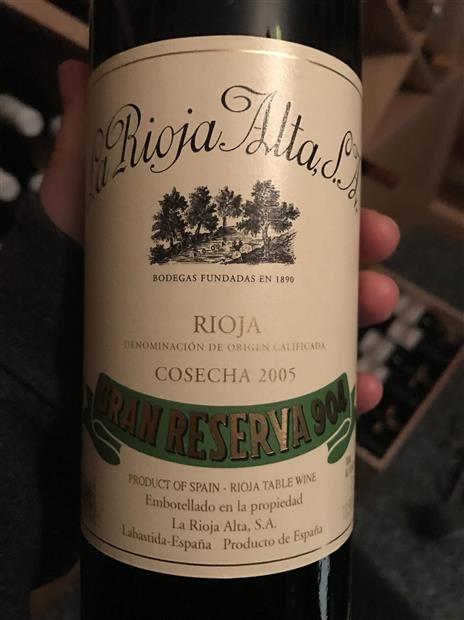 La Rioja Alta, S.A.
BODEGAS FUNDADAS EN 1890
RIOJA
DENOMINACIÓN DE ORIGEN CALIFICADA
COSECHA 2005
GRAN RESERVA 904
PRODUCT OF SPAIN - RIOJA TABLE WINE
Embotellado en la propiedad
La Rioja Alta, S.A.
Labastida-España Producto de España